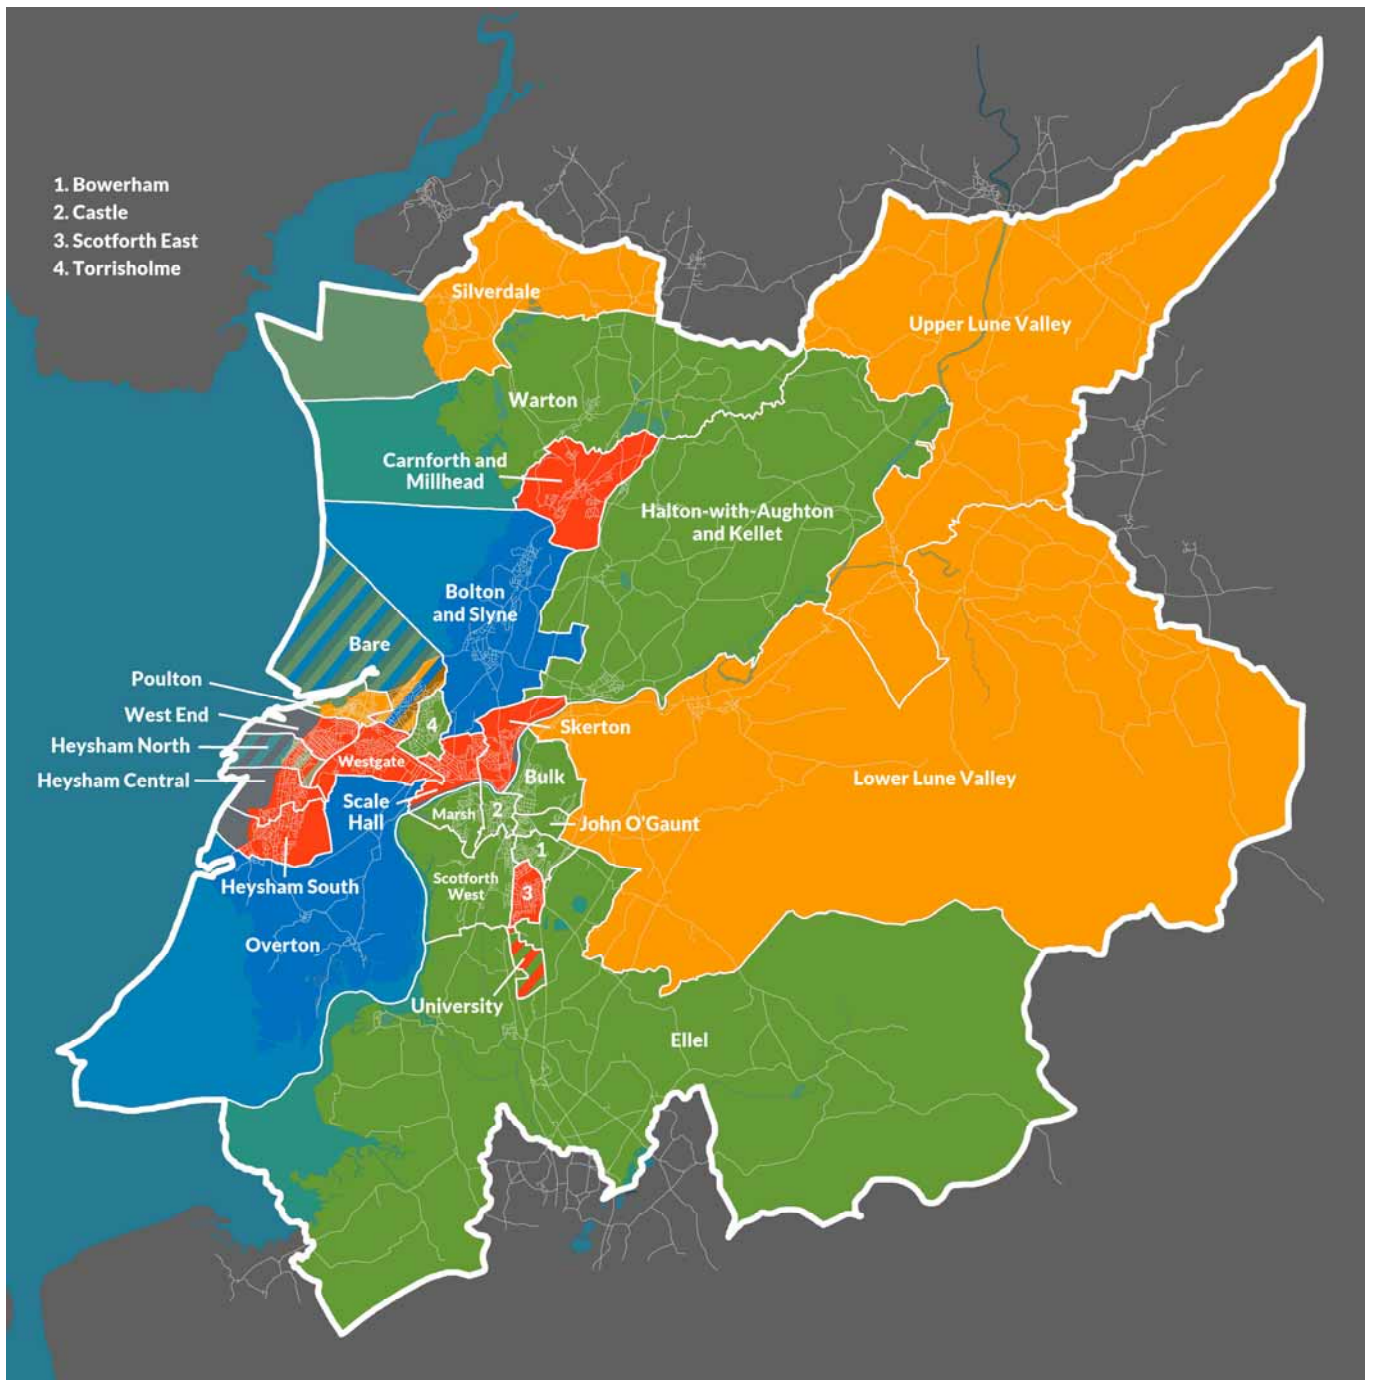 1. Bowerham
2. Castle
3. Scotforth East
4. Torrisholme
Silverdale
Upper Lune Valley
Warton
Carnforth and
Millhead
Halton-with-Aughton
and Kellet
Bolton
and Slyne
Bare
Poulton
West End
4
Skerton
Heysham North
Westgate
Heysham Central
Bulk
Lower Lune Valley
Scale
Hall
Marsh
2
John O'Gaunt
1
Scotforth
West
3
Heysham South
Overton
University
Ellel